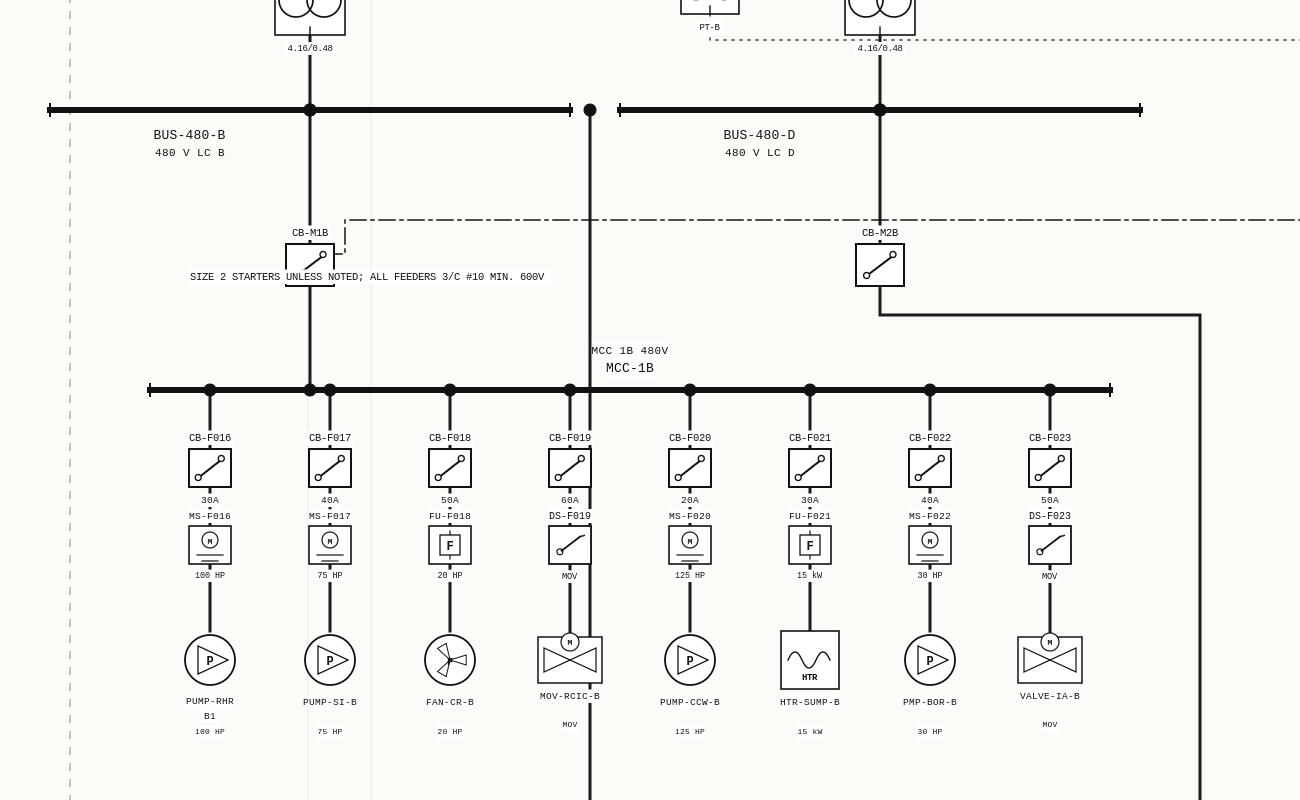 PT-B
4.16/0.48
4.16/0.48
BUS-480-B
480 V LC B
BUS-480-D
480 V LC D
CB-M1B
CB-M2B
SIZE 2 STARTERS UNLESS NOTED; ALL FEEDERS 3/C #10 MIN. 600V
MCC 1B 480V
MCC-1B
CB-F016 CB-F017 CB-F018 CB-F019 CB-F020 CB-F021 CB-F022 CB-F023
30A 40A 50A 60A 20A 30A 40A 50A
MS-F016 MS-F017 FU-F018 DS-F019 MS-F020 FU-F021 MS-F022 DS-F023
M M F M F M
100 HP 75 HP 20 HP MOV 125 HP 15 kW 30 HP MOV
M M
P P P P
HTR
PUMP-RHR PUMP-SI-B FAN-CR-B MOV-RCIC-B PUMP-CCW-B HTR-SUMP-B PMP-BOR-B VALVE-IA-B
B1
100 HP 75 HP 20 HP MOV 125 HP 15 kW 30 HP MOV